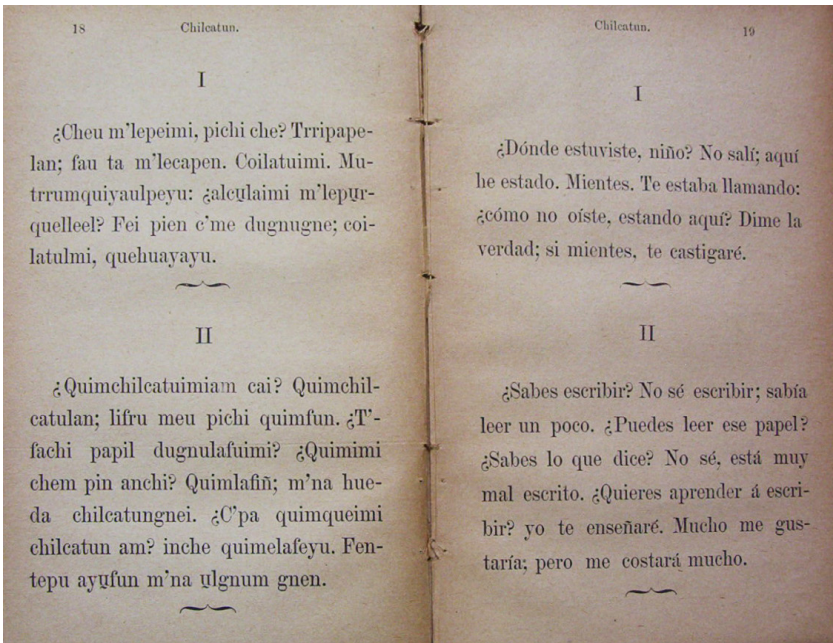 18
Chilcatun.
I
¿Cheu m'lepeimi, pichi che? Trripape-
lan; fau ta m'lecapen. Coilatuimi. Mu-
trrumquiyaulpeyu: ¿alcu̱laimi m'lepu̱r-
quelleel? Fei pien c'me dugnugne; coi-
latulmi, quehuayayu.
II
¿Quimchilcatuimiam cai? Quimchil-
catulan; lifru meu pichi quimfun. ¿T'-
fachi papil dugnulafuimi? ¿Quimimi
chem pin anchi? Quimlafiñ; m'na hue-
da chilcatungnei. ¿C'pa quimqueimi
chilcatun am? inche quimelafeyu. Fen-
tepu ayu̱fun m'na u̱lgnum gnen.
Chilcatun.
19
I
¿Dónde estuviste, niño? No salí; aquí
he estado. Mientes. Te estaba llamando:
¿cómo no oíste, estando aquí? Dime la
verdad; si mientes, te castigaré.
II
¿Sabes escribir? No sé escribir; sabía
leer un poco. ¿Puedes leer ese papel?
¿Sabes lo que dice? No sé, está muy
mal escrito. ¿Quieres aprender á escri-
bir? yo te enseñaré. Mucho me gus-
taría; pero me costará mucho.